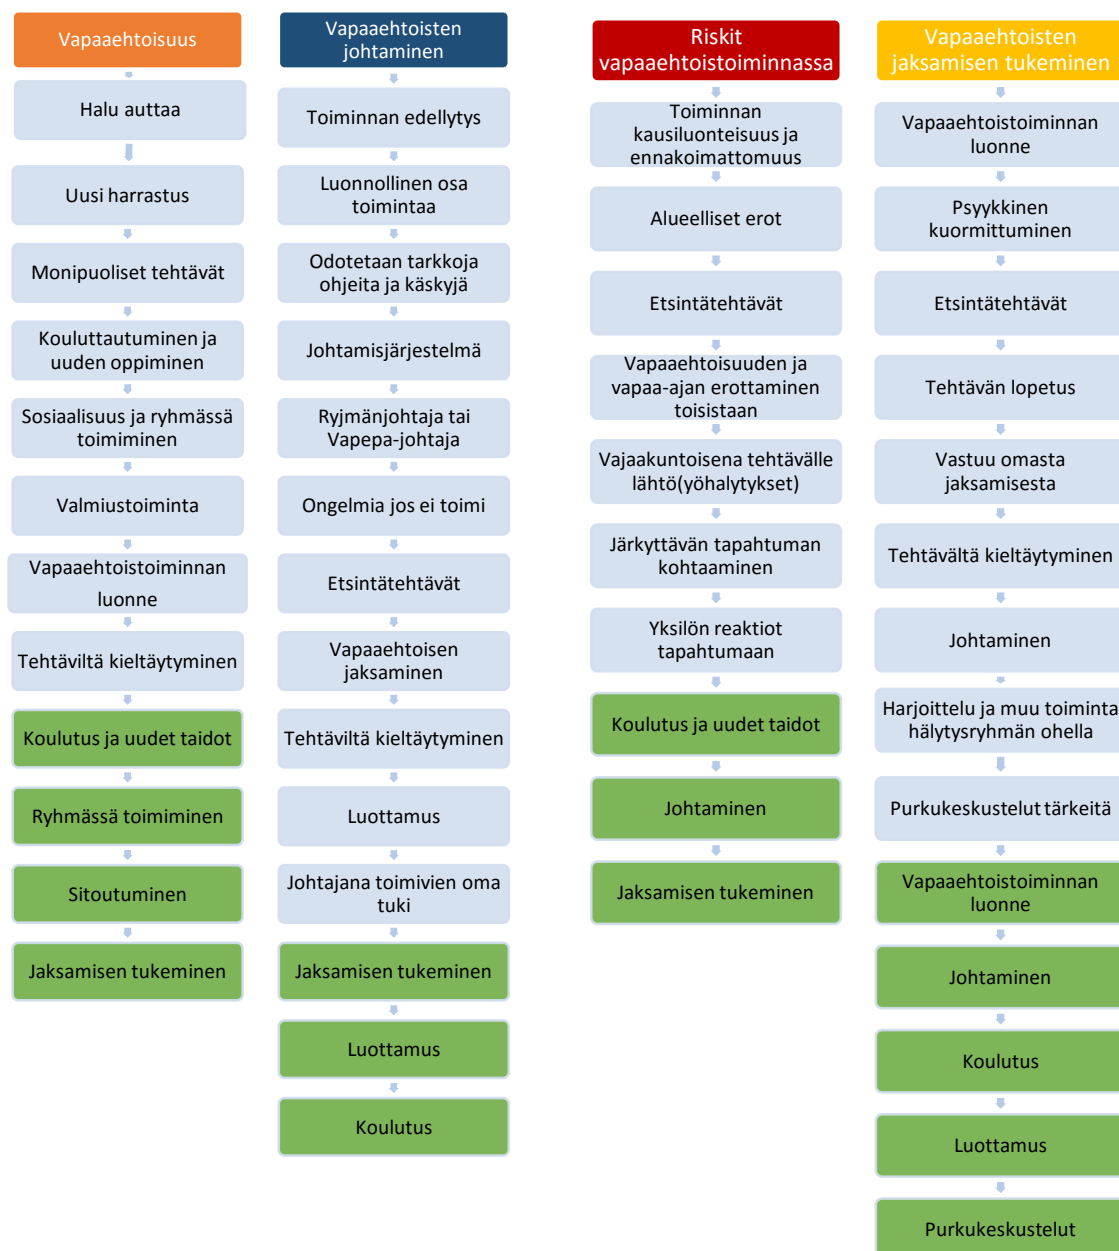 Vapaaehtoisuus
Halu auttaa
Uusi harrastus
Monipuoliset tehtävät
Kouluttautuminen ja
uuden oppiminen
Sosiaalisuus ja ryhmässä
toimiminen
Valmiustoiminta
Vapaaehtoistoiminnan
luonne
Tehtäviltä kieltäytyminen
Koulutus ja uudet taidot
Ryhmässä toimiminen
Sitoutuminen
Jaksamisen tukeminen
Vapaaehtoisten
johtaminen
Toiminnan edellytys
Luonnollinen osa
toimintaa
Odotetaan tarkkoja
ohjeita ja käskyjä
Johtamisjärjestelmä
Ryjmänjohtaja tai
Vapepa-johtaja
Ongelmia jos ei toimi
Etsintätehtävät
Vapaaehtoisen
jaksaminen
Tehtäviltä kieltäytyminen
Luottamus
Johtajana toimivien oma
tuki
Jaksamisen tukeminen
Luottamus
Koulutus
Riskit
vapaaehtoistoiminnassa
Toiminnan
kausiluonteisuus ja
ennakoimattomuus
Alueelliset erot
Etsintätehtävät
Vapaaehtoisuuden ja
vapaa-ajan erottaminen
toisistaan
Vajaakuntoisena tehtävälle
lähtö(yöhalytykset)
Järkyttävän tapahtuman
kohtaaminen
Yksilön reaktiot
tapahtumaan
Koulutus ja uudet taidot
Johtaminen
Jaksamisen tukeminen
Vapaaehtoisten
jaksamisen tukeminen
Vapaaehtoistoiminnan
luonne
Psyykkinen
kuormittuminen
Etsintätehtävät
Tehtävän lopetus
Vastuu omasta
jaksamisesta
Tehtävältä kieltäytyminen
Johtaminen
Harjoittelu ja muu toiminta
hälytysryhmän ohella
Purkukeskustelut tärkeitä
Vapaaehtoistoiminnan
luonne
Johtaminen
Koulutus
Luottamus
Purkukeskustelut